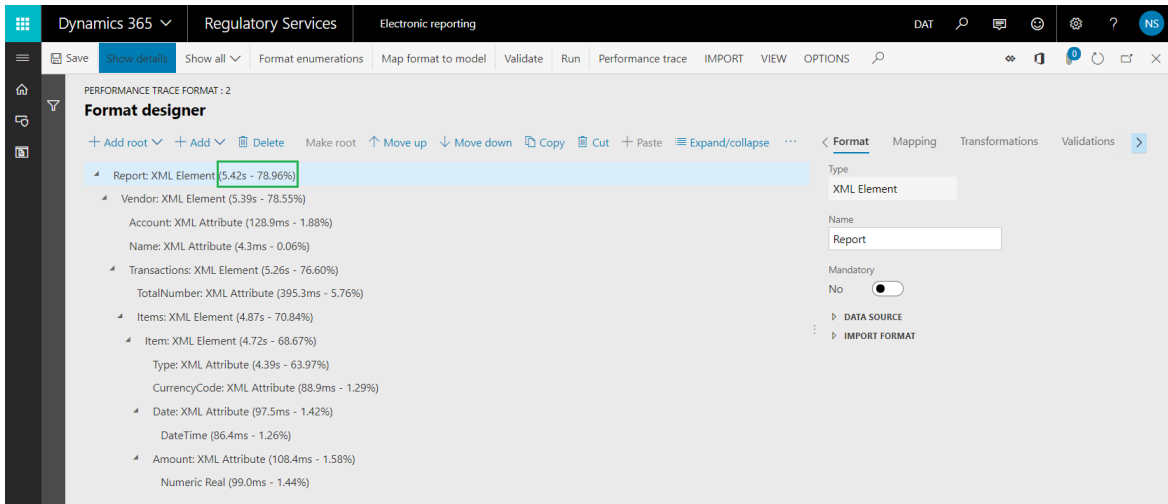 Dynamics 365 Regulatory Services Electronic reporting DAT ? NS
Save Show details Show all Format enumerations Map format to model Validate Run Performance trace IMPORT VIEW OPTIONS 0
PERFORMANCE TRACE FORMAT : 2
Format designer
Add root Add Delete Make root Move up Move down Copy Cut Paste Expand/collapse ... Format Mapping Transformations Validations
Report: XML Element (5.42s - 78.96%)
Vendor: XML Element (5.39s - 78.55%)
Account: XML Attribute (128.9ms - 1.88%)
Name: XML Attribute (4.3ms - 0.06%)
Transactions: XML Element (5.26s - 76.60%)
TotalNumber: XML Attribute (395.3ms - 5.76%)
Items: XML Element (4.87s - 70.84%)
Item: XML Element (4.72s - 68.67%)
Type: XML Attribute (4.39s - 63.97%)
CurrencyCode: XML Attribute (88.9ms - 1.29%)
Date: XML Attribute (97.5ms - 1.42%)
DateTime (86.4ms - 1.26%)
Amount: XML Attribute (108.4ms - 1.58%)
Numeric Real (99.0ms - 1.44%)
Type
XML Element
Name
Report
Mandatory
No
DATA SOURCE
IMPORT FORMAT